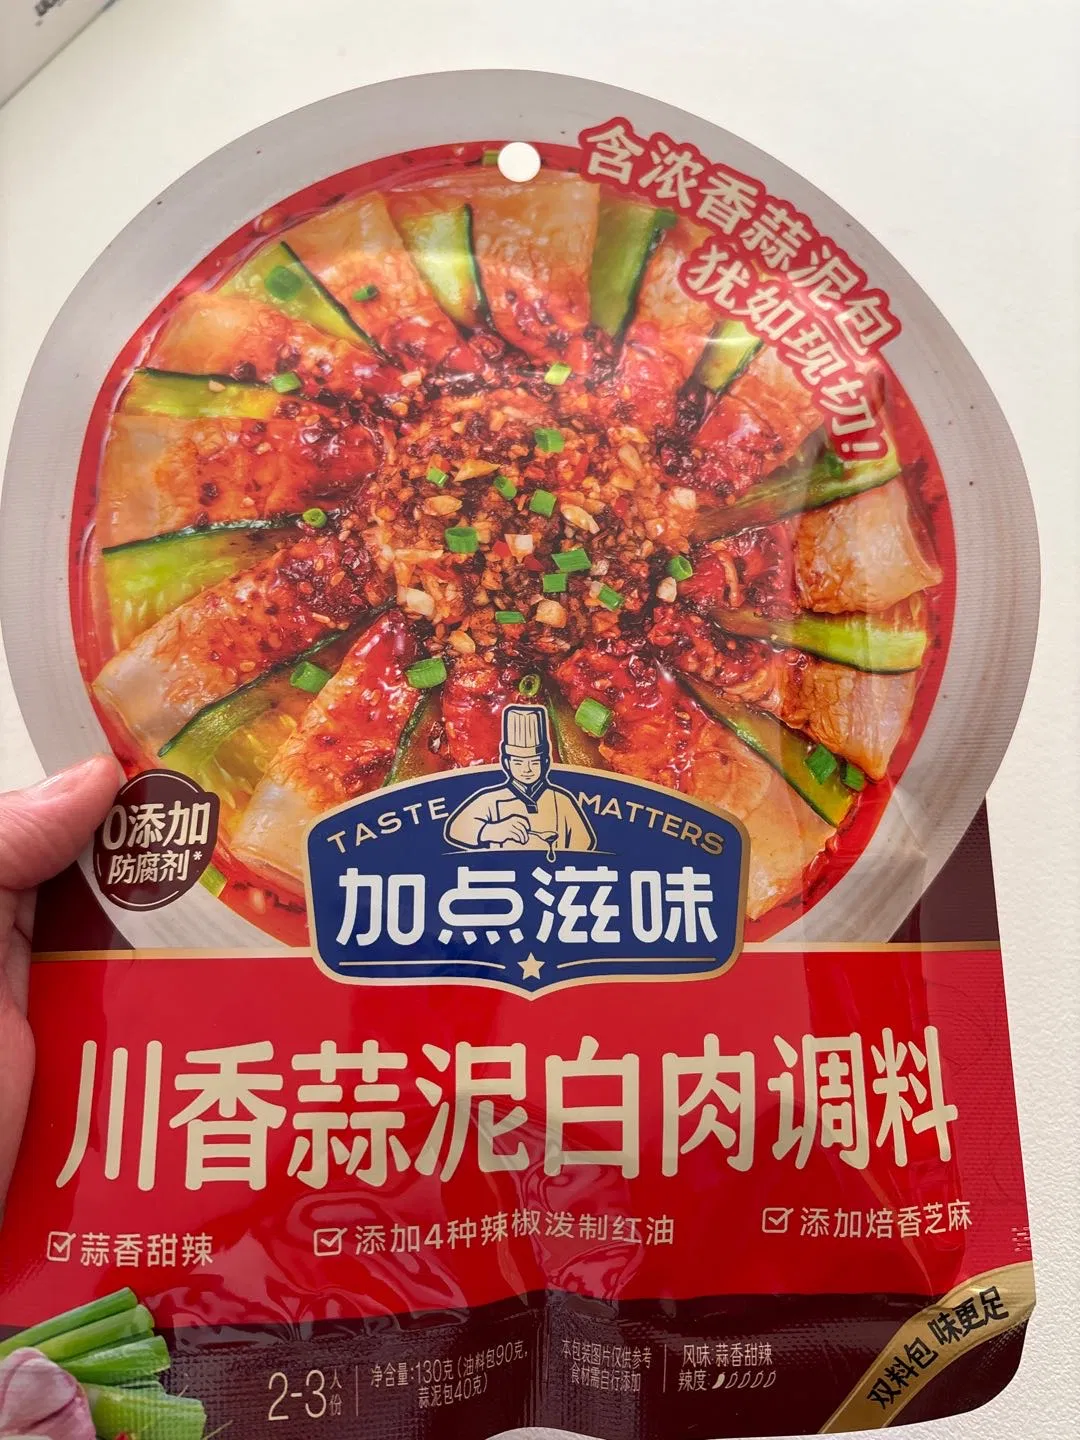 含浓香蒜泥包
犹如现切!
0添加
防腐剂*
TASTE MATTERS
加点滋味
川香蒜泥白肉调料
蒜香甜辣
添加4种辣椒泼制红油
添加焙香芝麻
双料包 味更足
2-3人份
净含量:130克(油料包90克,
蒜泥包40克)
本包装图片仅供参考
食材需自行添加
风味:蒜香甜辣
辣度: